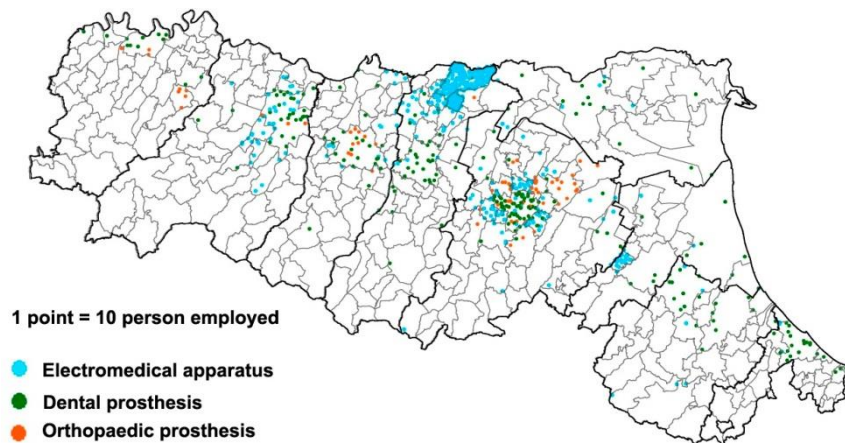 1 point = 10 person employed
Electromedical apparatus
Dental prosthesis
Orthopaedic prosthesis